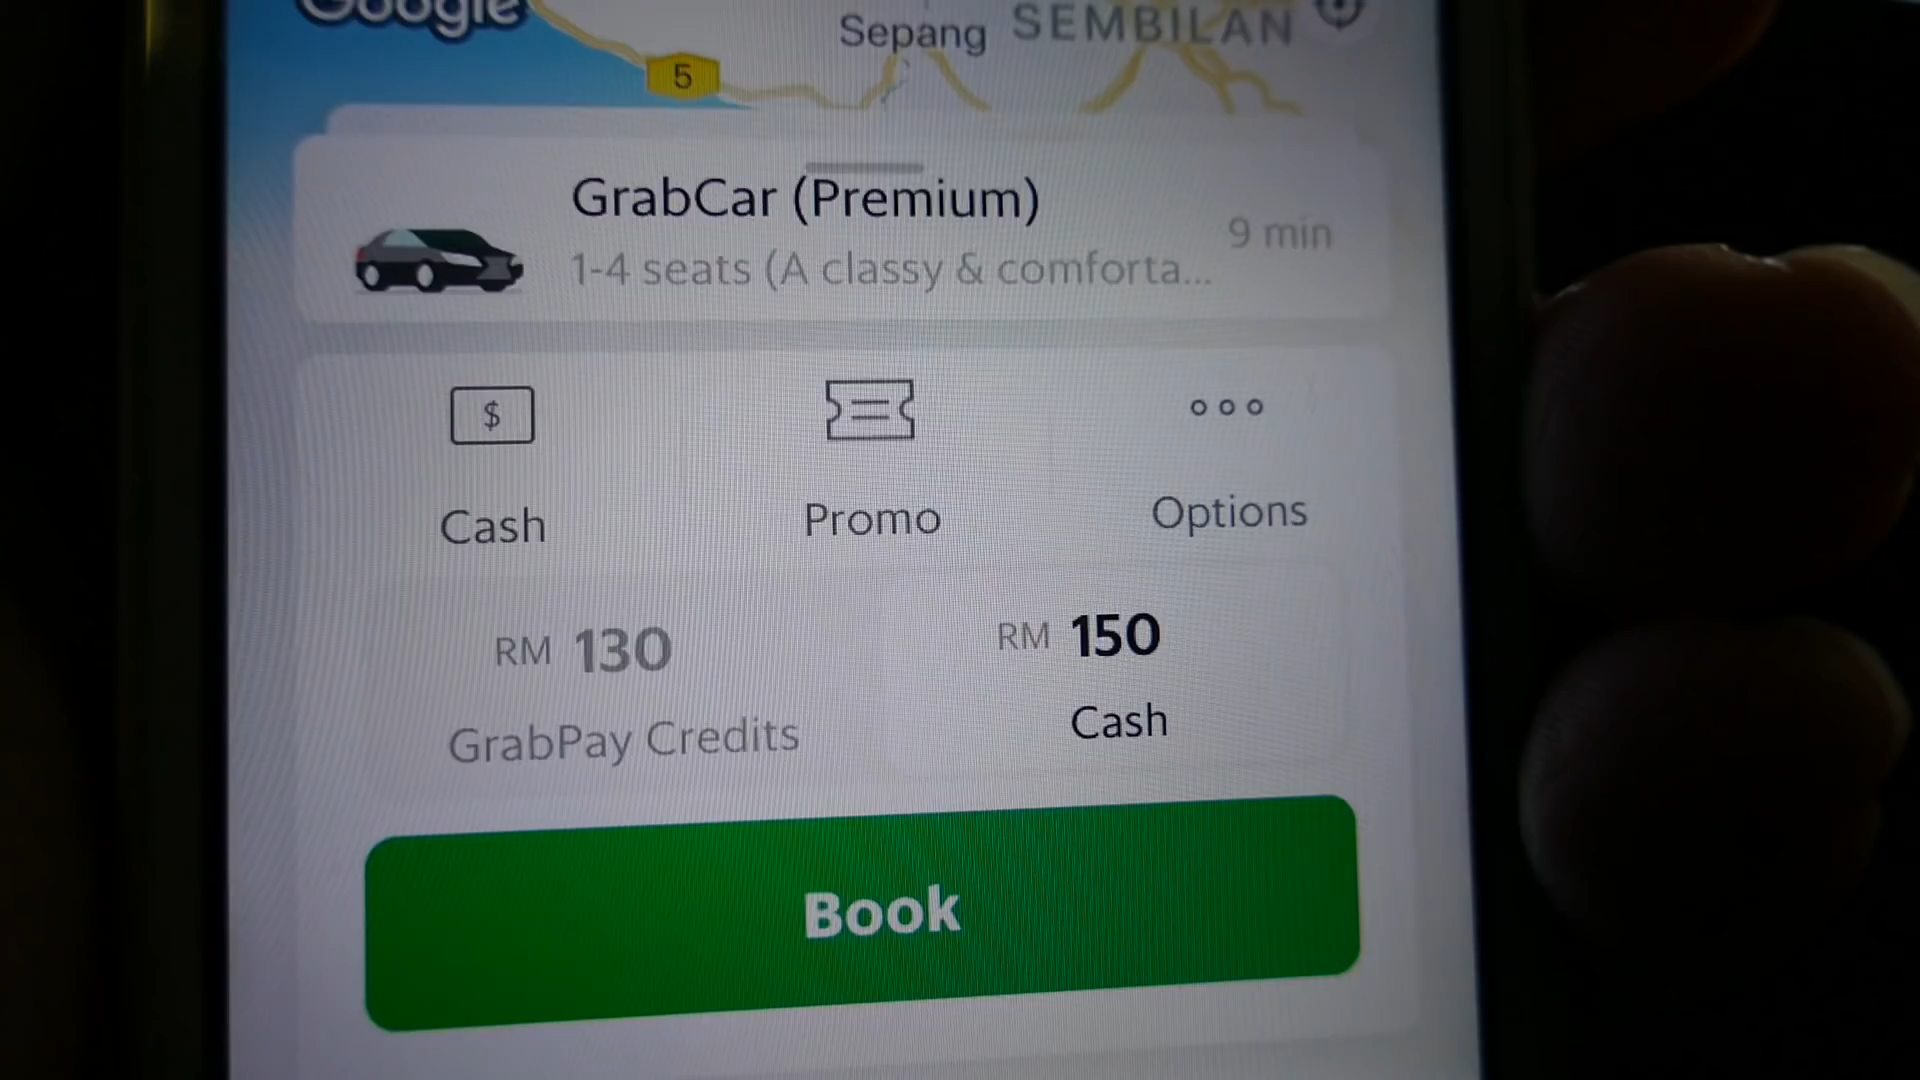 Google
Sepang
SEMBILAN
5
GrabCar (Premium)
1-4 seats (A classy & comforta...
9 min
$
Cash
Promo
Options
RM 130
GrabPay Credits
RM 150
Cash
Book